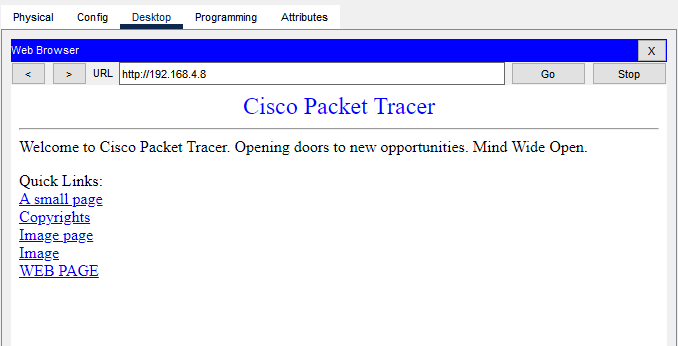 Physical Config Desktop Programming Attributes
Web Browser X
< > URL http://192.168.4.8 Go Stop
Cisco Packet Tracer
Welcome to Cisco Packet Tracer. Opening doors to new opportunities. Mind Wide Open.
Quick Links:
A small page
Copyrights
Image page
Image
WEB PAGE